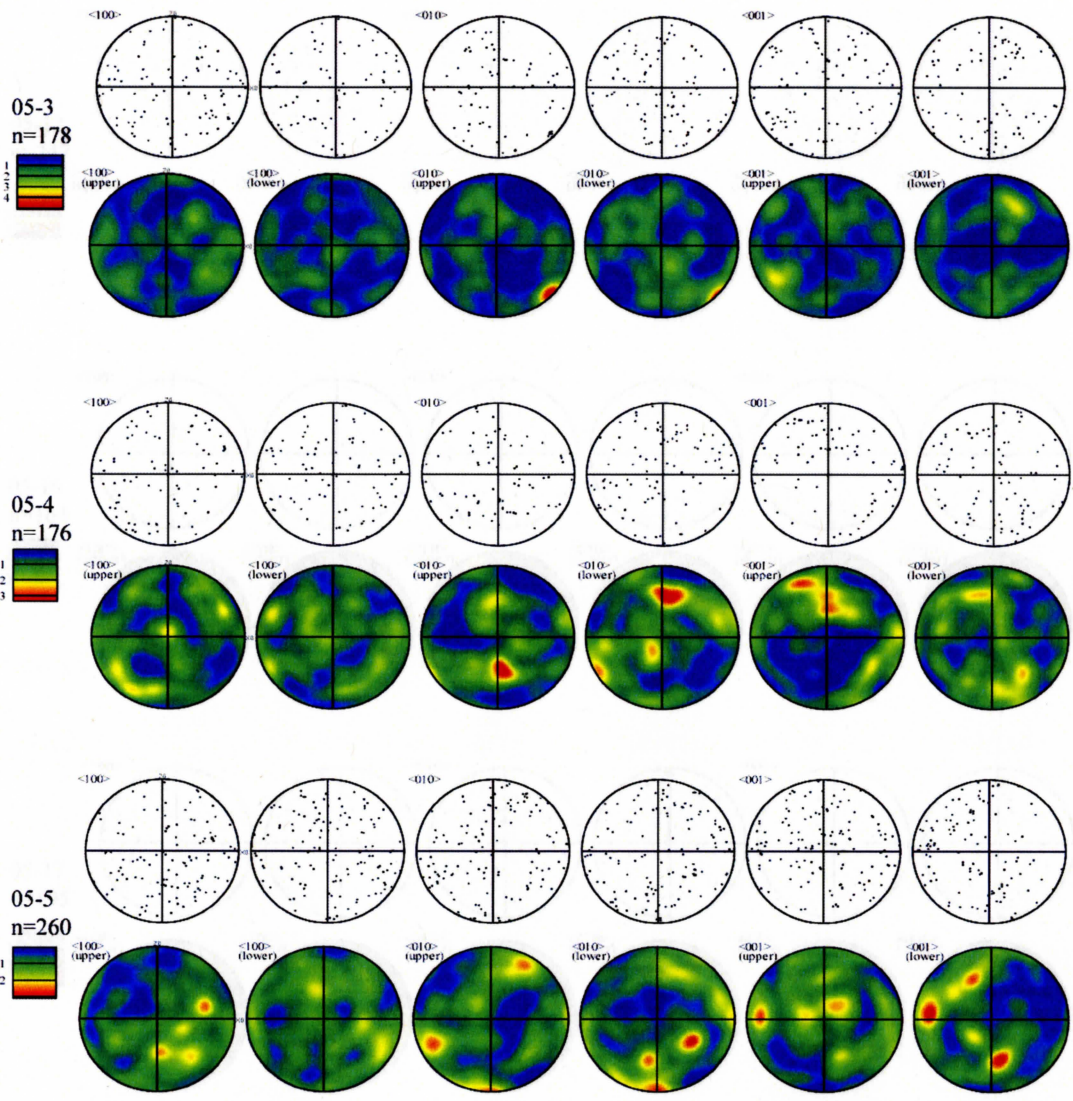 <100>
<010>
<001>
05-3
n=178
1
2
3
4
<100>
(upper)
<100>
(lower)
<010>
(upper)
<010>
(lower)
<001>
(upper)
<001>
(lower)
<100>
<010>
<001>
05-4
n=176
1
2
3
<100>
(upper)
<100>
(lower)
<010>
(upper)
<010>
(lower)
<001>
(upper)
<001>
(lower)
<100>
<010>
<001>
05-5
n=260
1
2
<100>
(upper)
<100>
(lower)
<010>
(upper)
<010>
(lower)
<001>
(upper)
<001>
(lower)